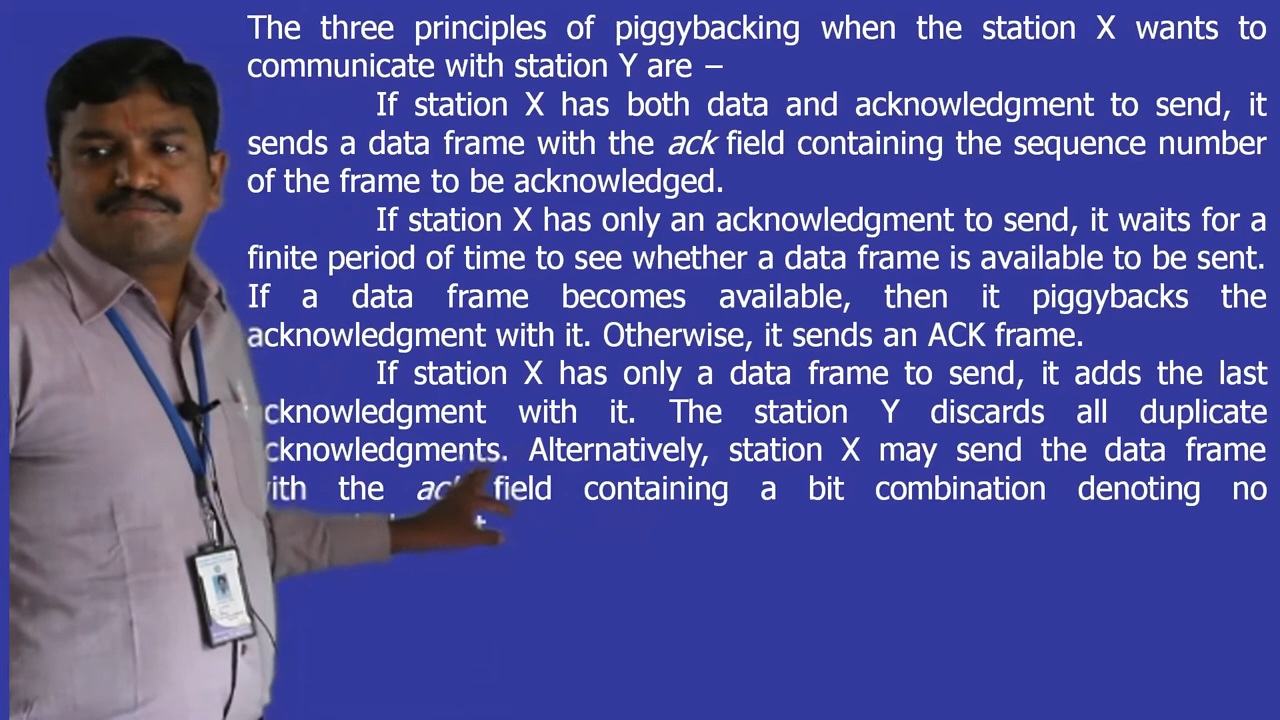 The three principles of piggybacking when the station X wants to
communicate with station Y are –
If station X has both data and acknowledgment to send, it
sends a data frame with the ack field containing the sequence number
of the frame to be acknowledged.
If station X has only an acknowledgment to send, it waits for a
finite period of time to see whether a data frame is available to be sent.
If a data frame becomes available, then it piggybacks the
acknowledgment with it. Otherwise, it sends an ACK frame.
If station X has only a data frame to send, it adds the last
acknowledgment with it. The station Y discards all duplicate
acknowledgments. Alternatively, station X may send the data frame
with the ack field containing a bit combination denoting no